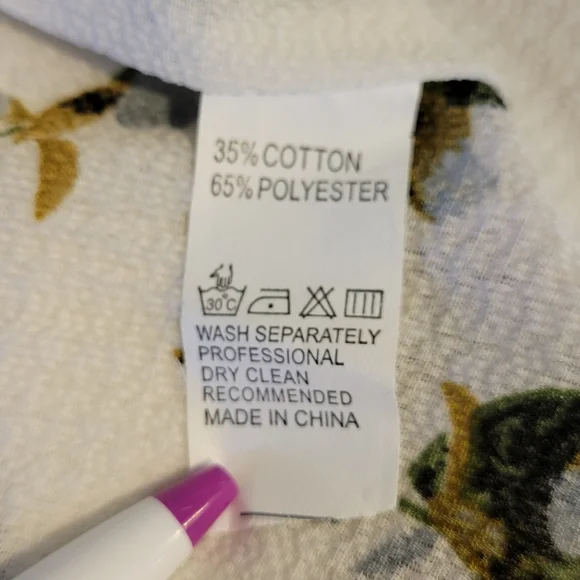 35% COTTON
65% POLYESTER
30°C
WASH SEPARATELY
PROFESSIONAL
DRY CLEAN
RECOMMENDED
MADE IN CHINA